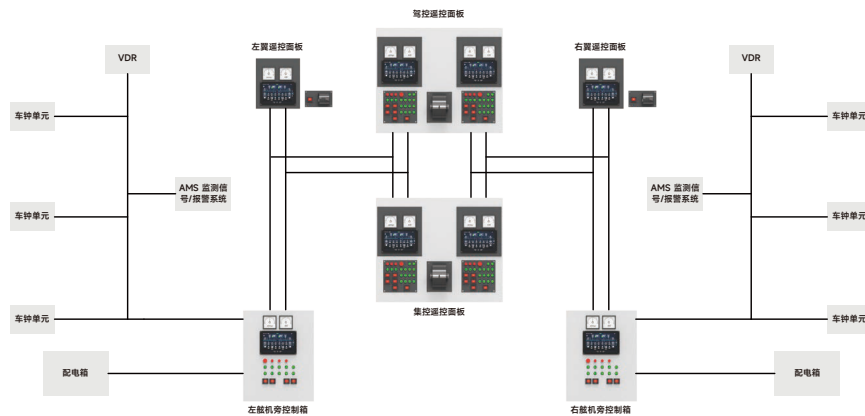 驾控遥控面板
左翼遥控面板
右翼遥控面板
VDR
VDR
车钟单元
车钟单元
AMS 监测信
号/报警系统
AMS 监测信
号/报警系统
车钟单元
车钟单元
集控遥控面板
车钟单元
车钟单元
配电箱
配电箱
左舷机旁控制箱
右舷机旁控制箱